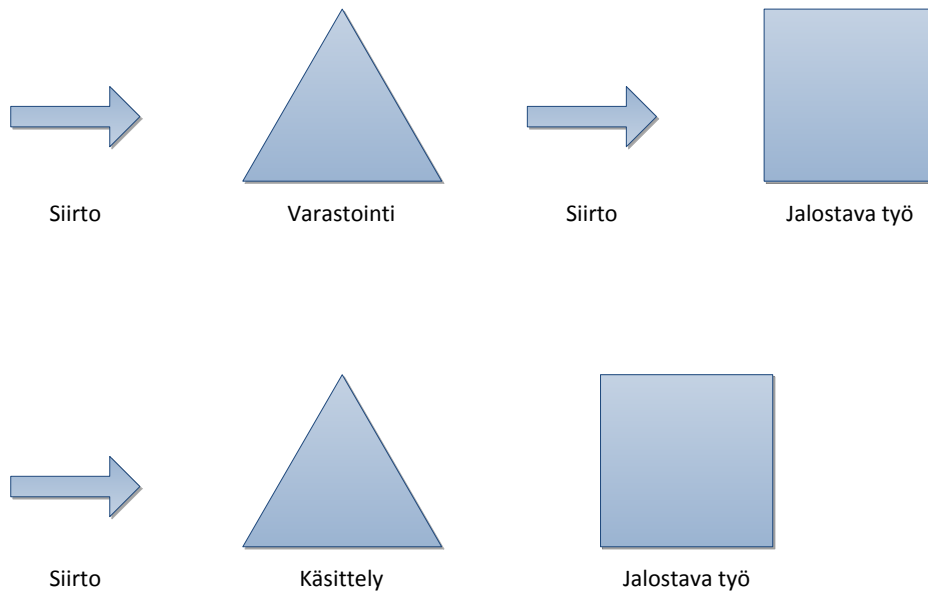 Siirto
Varastointi
Siirto
Jalostava työ
Siirto
Käsittely
Jalostava työ